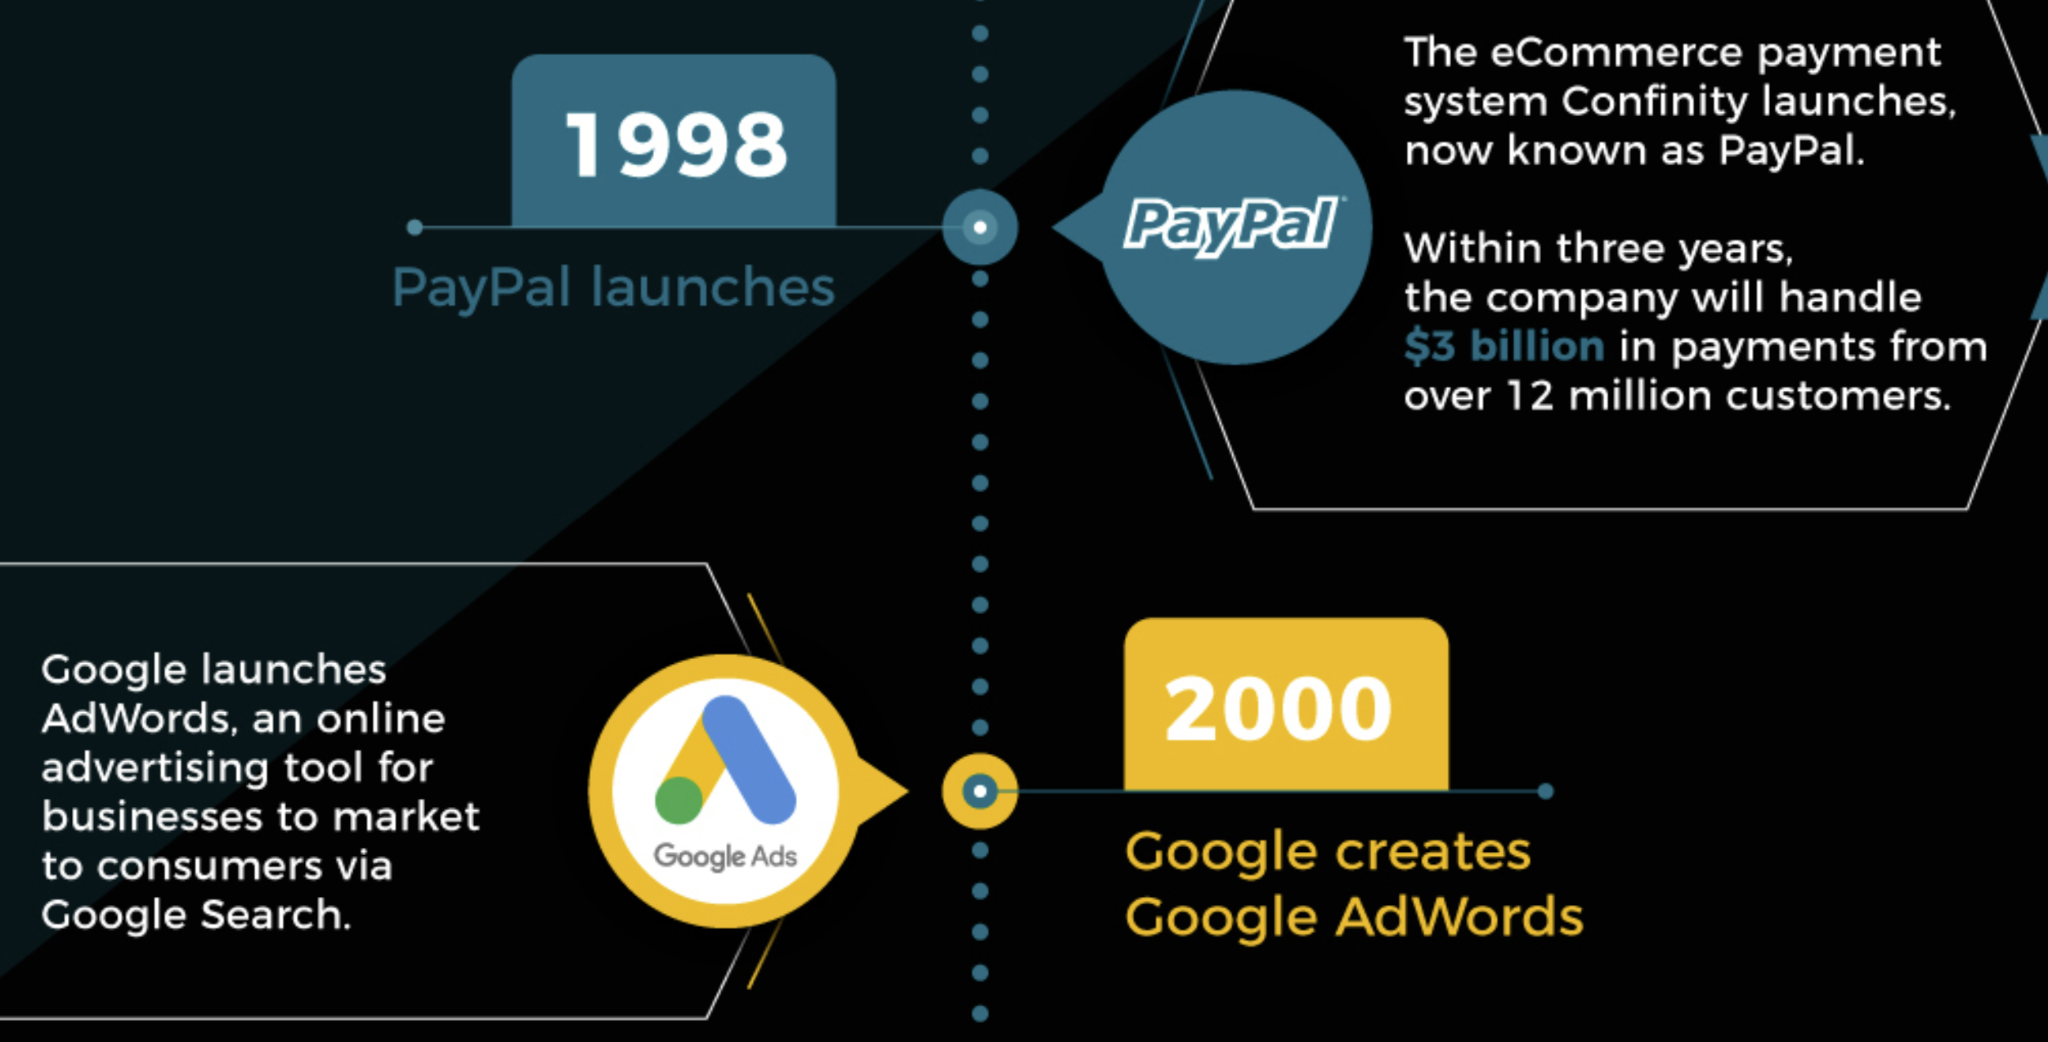 1998
PayPal launches
PayPal
The eCommerce payment
system Confinity launches,
now known as PayPal.
Within three years,
the company will handle
$3 billion in payments from
over 12 million customers.
Google launches
AdWords, an online
advertising tool for
businesses to market
to consumers via
Google Search.
Google Ads
2000
Google creates
Google AdWords